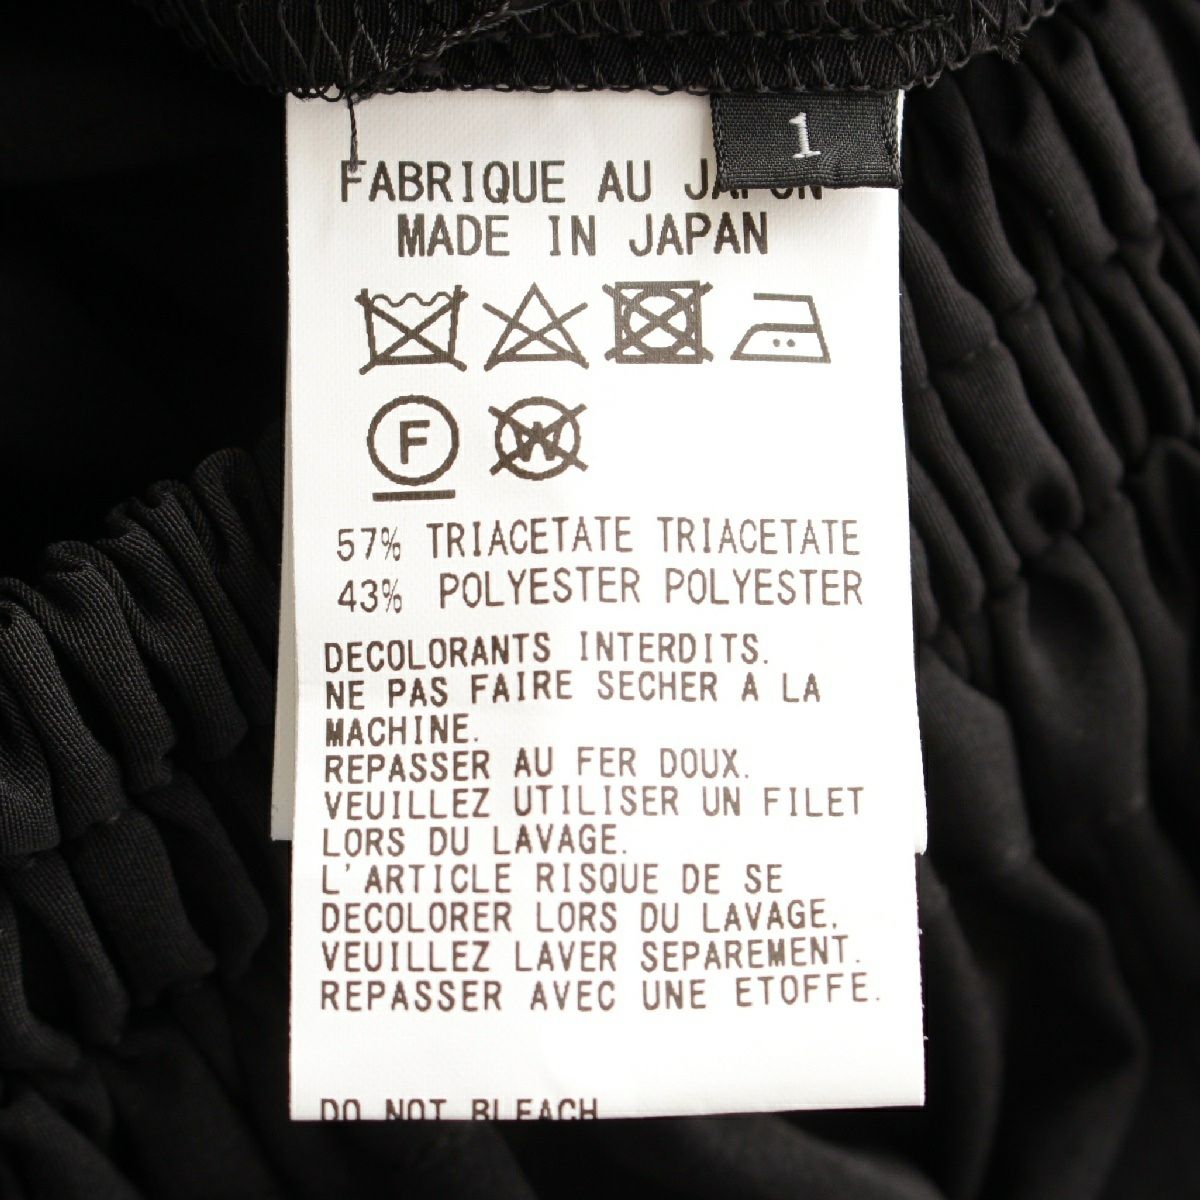 1
FABRIQUE AU JAPON
MADE IN JAPAN
F
W
57% TRIACETATE TRIACETATE
43% POLYESTER POLYESTER
DECOLORANTS INTERDITS.
NE PAS FAIRE SECHER A LA
MACHINE.
REPASSER AU FER DOUX.
VEUILLEZ UTILISER UN FILET
LORS DU LAVAGE.
L'ARTICLE RISQUE DE SE
DECOLORER LORS DU LAVAGE.
VEUILLEZ LAVER SEPAREMENT.
REPASSER AVEC UNE ETOFFE.
DO NOT BLEACH